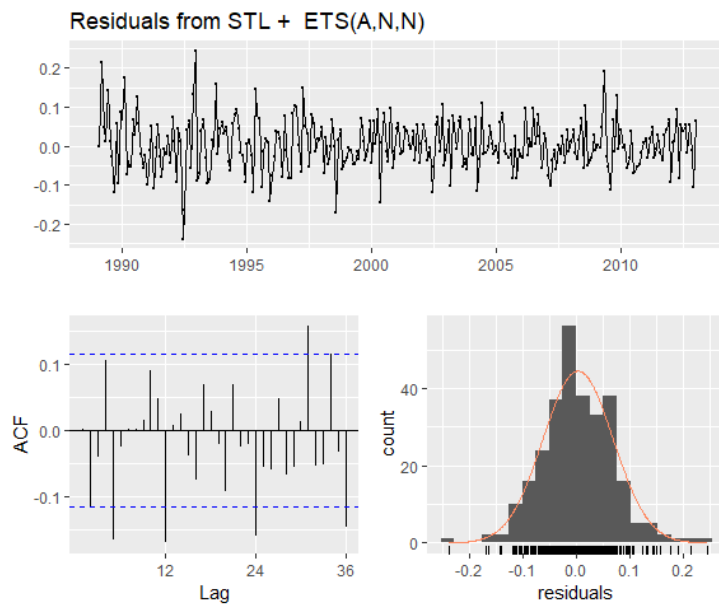 Residuals from STL +  ETS(A,N,N)
0.2
0.1
0.0
-0.1
-0.2
1990 1995 2000 2005 2010
ACF
0.1
0.0
-0.1
12 24 36
Lag
count
40
20
0
-0.2 -0.1 0.0 0.1 0.2
residuals